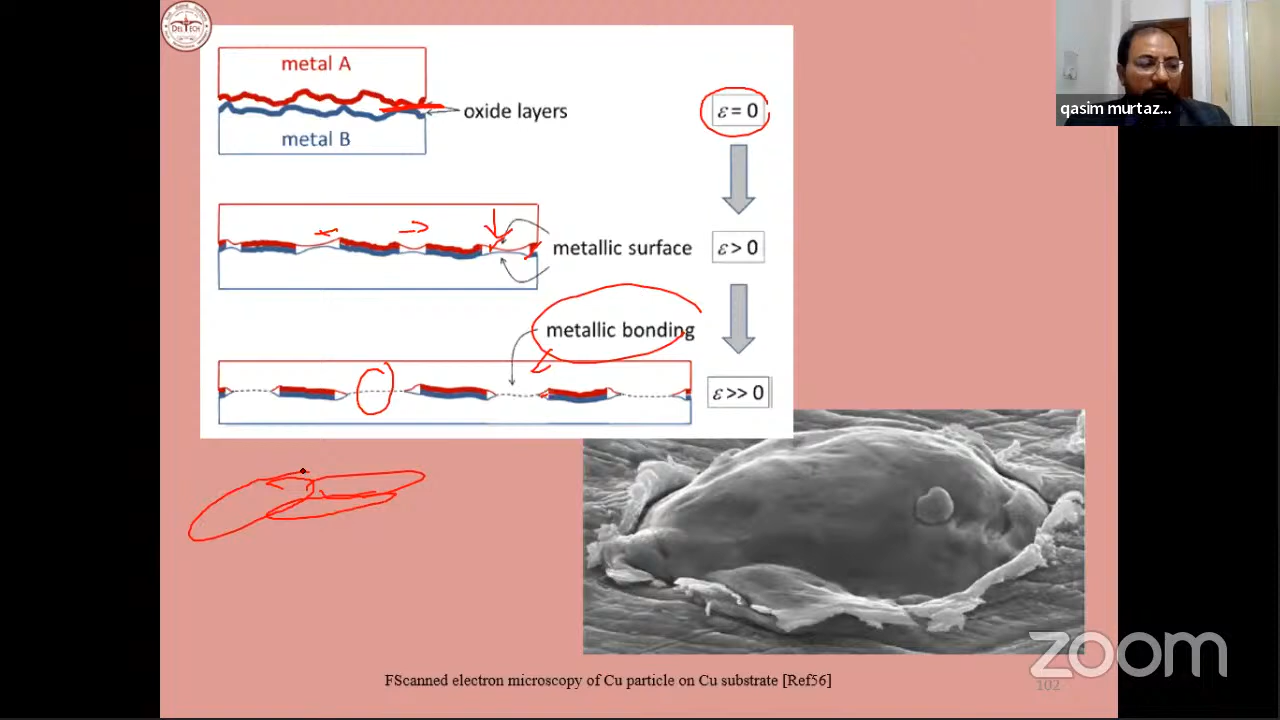 DELTECH
metal A
oxide layers
metal B
ε = 0
metallic surface
ε > 0
metallic bonding
ε >> 0
qasim murtaz...
FScanned electron microscopy of Cu particle on Cu substrate [Ref56]
zoom
102